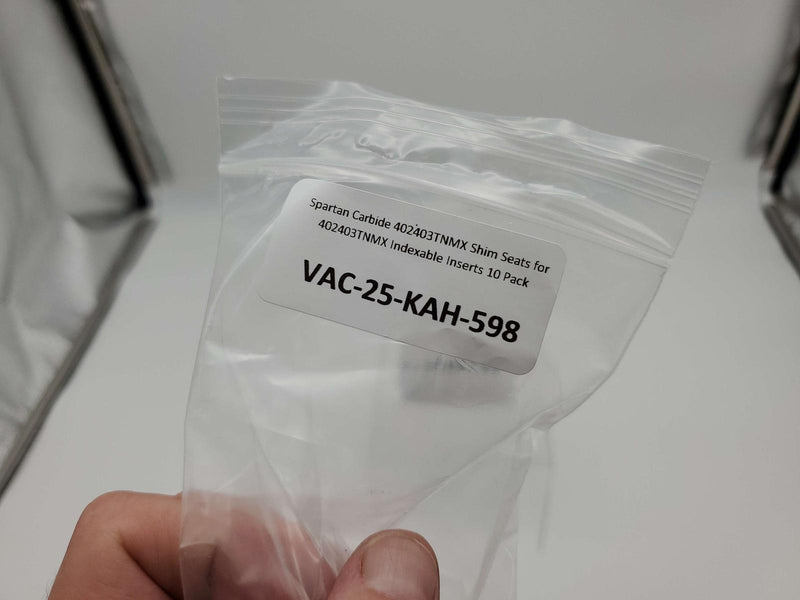 Spartan Carbide 402403TNMX Shim Seats for
402403TNMX Indexable Inserts 10 Pack
VAC-25-KAH-598